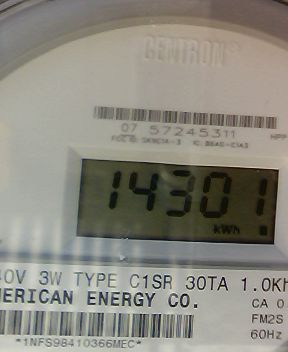 CENTRON®
07 57245311
14301
kWh
40V 3W TYPE C1SR 30TA 1.0Kh
MERICAN ENERGY CO.
CA 0
FM2S
60Hz
*1NFS98410366MEC*